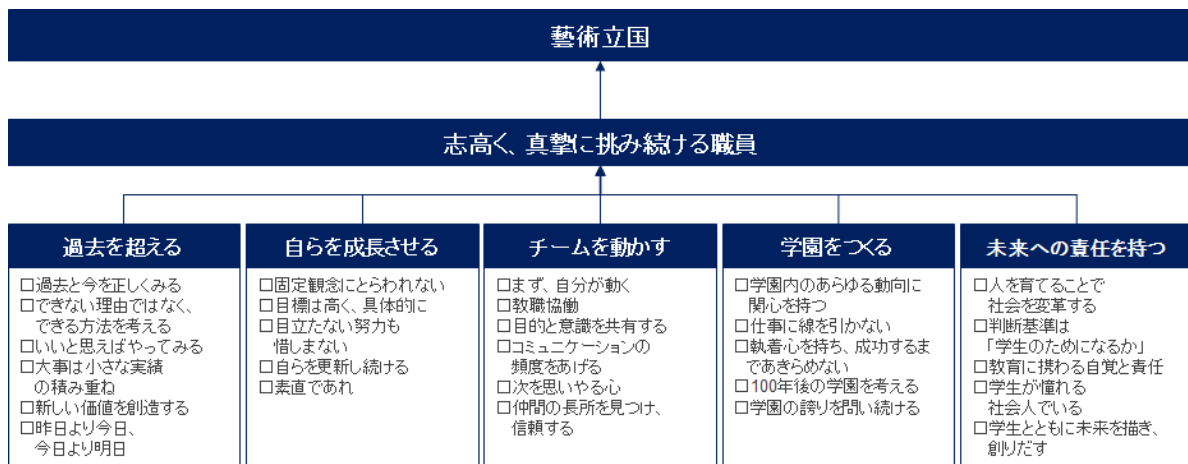 藝術立国
志高く、真摯に挑み続ける職員
過去を超える
□過去と今を正しくみる
□できない理由ではなく、
できる方法を考える
□いいと思えばやってみる
□大事は小さな実績
の積み重ね
□新しい価値を創造する
□昨日より今日、
今日より明日
自らを成長させる
□固定観念にとらわれない
□目標は高く、具体的に
□目立たない努力も
惜しまない
□自らを更新し続ける
□素直であれ
チームを動かす
□まず、自分が動く
□教職協働
□目的と意識を共有する
□コミュニケーションの
頻度をあげる
□次を思いやる心
□仲間の長所を見つけ、
信頼する
学園をつくる
□学園内のあらゆる動向に
関心を持つ
□仕事に線を引かない
□執着心を持ち、成功するま
であきらめない
□100年後の学園を考える
□学園の誇りを問い続ける
未来への責任を持つ
□人を育てることで
社会を変革する
□判断基準は
「学生のためになるか」
□教育に携わる自覚と責任
□学生が憧れる
社会人でいる
□学生とともに未来を描き、
創りだす